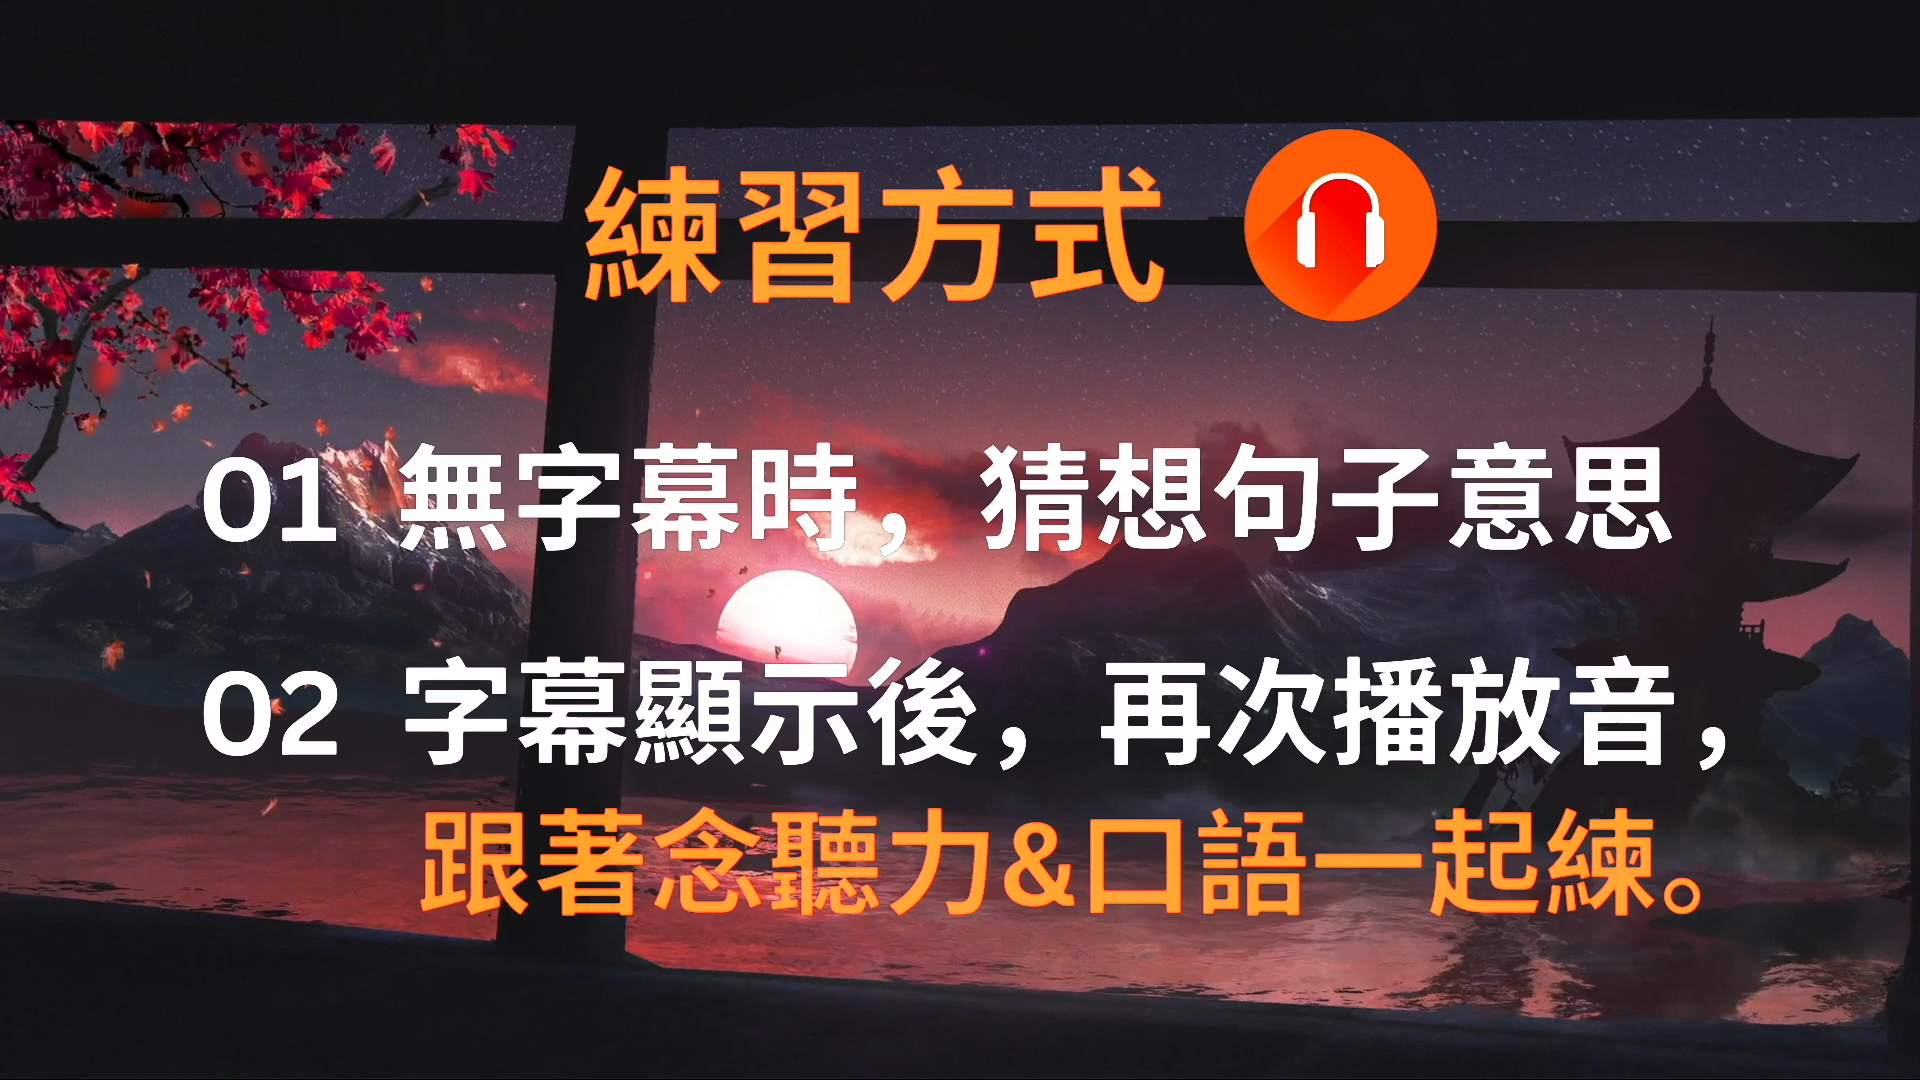 練習方式
01 無字幕時，猜想句子意思
02 字幕顯示後，再次播放音，
跟著念聽力&口語一起練。